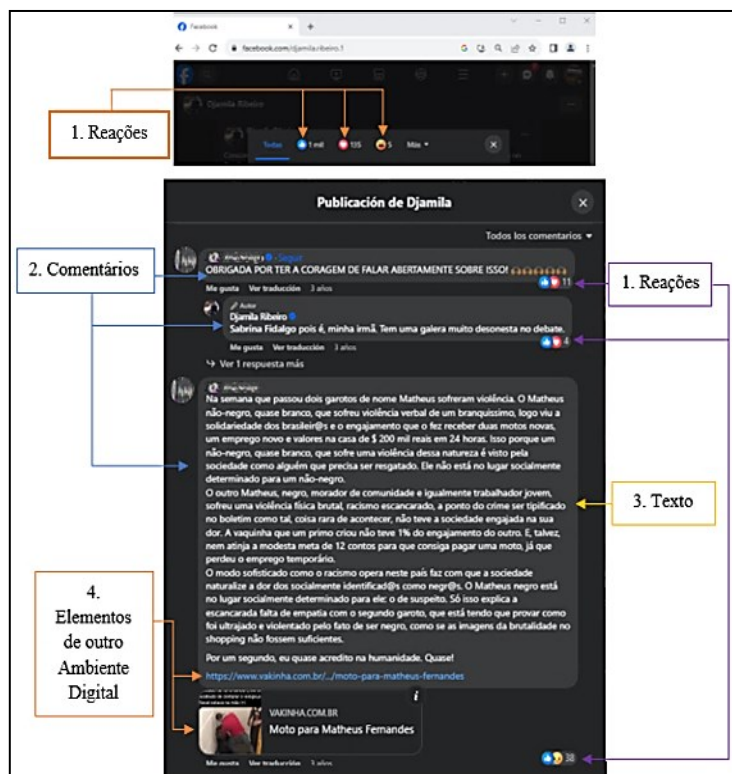 Facebook
facebook.com/djamila.ribeiro.1
Djamila Ribeiro
1. Reações
Todas 1 mil 135 5 Más
Publicación de Djamila
Todos los comentarios
2. Comentários
Seguir
OBRIGADA POR TER A CORAGEM DE FALAR ABERTAMENTE SOBRE ISSO!
11
Me gusta Ver traducción 3 años
1. Reações
Autor
Djamila Ribeiro
Sabrina Fidalgo pois é, minha irmã. Tem uma galera muito desonesta no debate.
4
Me gusta Ver traducción 3 años
Ver 1 respuesta más
Na semana que passou dois garotos de nome Matheus sofreram violência. O Matheus
não-negro, quase branco, que sofreu violência verbal de um branquíssimo, logo viu a
solidariedade dos brasileir@s e o engajamento que o fez receber duas motos novas,
um emprego novo e valores na casa de $ 200 mil reais em 24 horas. Isso porque um
não-negro, quase branco, que sofre uma violência dessa natureza é visto pela
sociedade como alguém que precisa ser resgatado. Ele não está no lugar socialmente
determinado para um não-negro.
O outro Matheus, negro, morador de comunidade e igualmente trabalhador jovem,
sofreu uma violência física brutal, racismo escancarado, a ponto do crime ser tipificado
no boletim como tal, coisa rara de acontecer, não teve a sociedade engajada na sua
dor. A vaquinha que um primo criou não teve 1% do engajamento do outro. E, talvez,
nem atinja a modesta meta de 12 contos para que consiga pagar uma moto, já que
perdeu o emprego temporário.
O modo sofisticado como o racismo opera neste país faz com que a sociedade
naturalize a dor dos socialmente identificad@s como negr@s. O Matheus negro está
no lugar socialmente determinado para ele: o de suspeito. Só isso explica a
escancarada falta de empatia com o segundo garoto, que está tendo que provar como
foi ultrajado e violentado pelo fato de ser negro, como se as imagens da brutalidade no
shopping não fossem suficientes.
Por um segundo, eu quase acredito na humanidade. Quase!
https://www.vakinha.com.br/.../moto-para-matheus-fernandes
3. Texto
4.
Elementos
de outro
Ambiente
Digital
VAKINHA.COM.BR
Moto para Matheus Fernandes
38
Me gusta Ver traducción 3 años